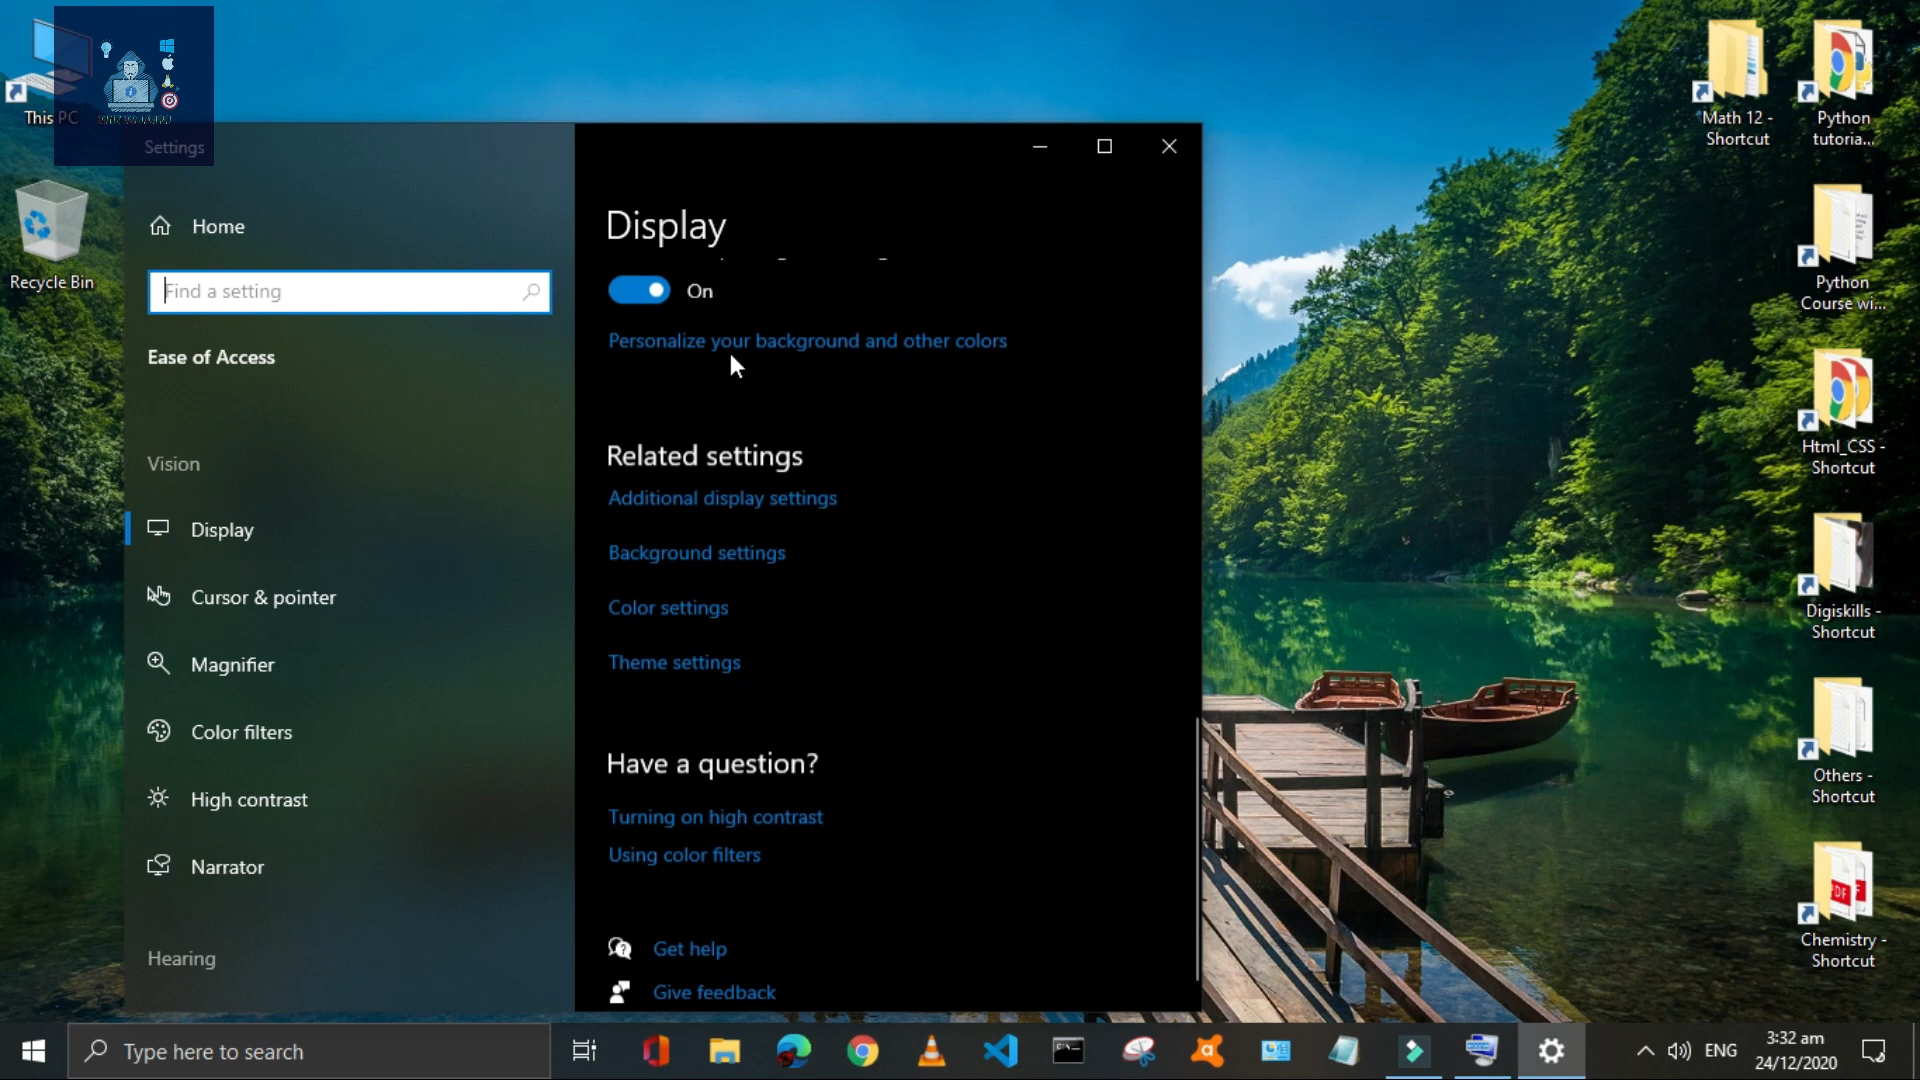 This PC
Recycle Bin
Settings
Home
Find a setting
Ease of Access
Vision
Display
Cursor & pointer
Magnifier
Color filters
High contrast
Narrator
Hearing
Display
On
Personalize your background and other colors
Related settings
Additional display settings
Background settings
Color settings
Theme settings
Have a question?
Turning on high contrast
Using color filters
Get help
Give feedback
Math 12 -
Shortcut
Python
tutoria...
Python
Course wi...
Html_CSS -
Shortcut
Digiskills -
Shortcut
Others -
Shortcut
PDF
Chemistry -
Shortcut
Type here to search
ENG
3:32 am
24/12/2020